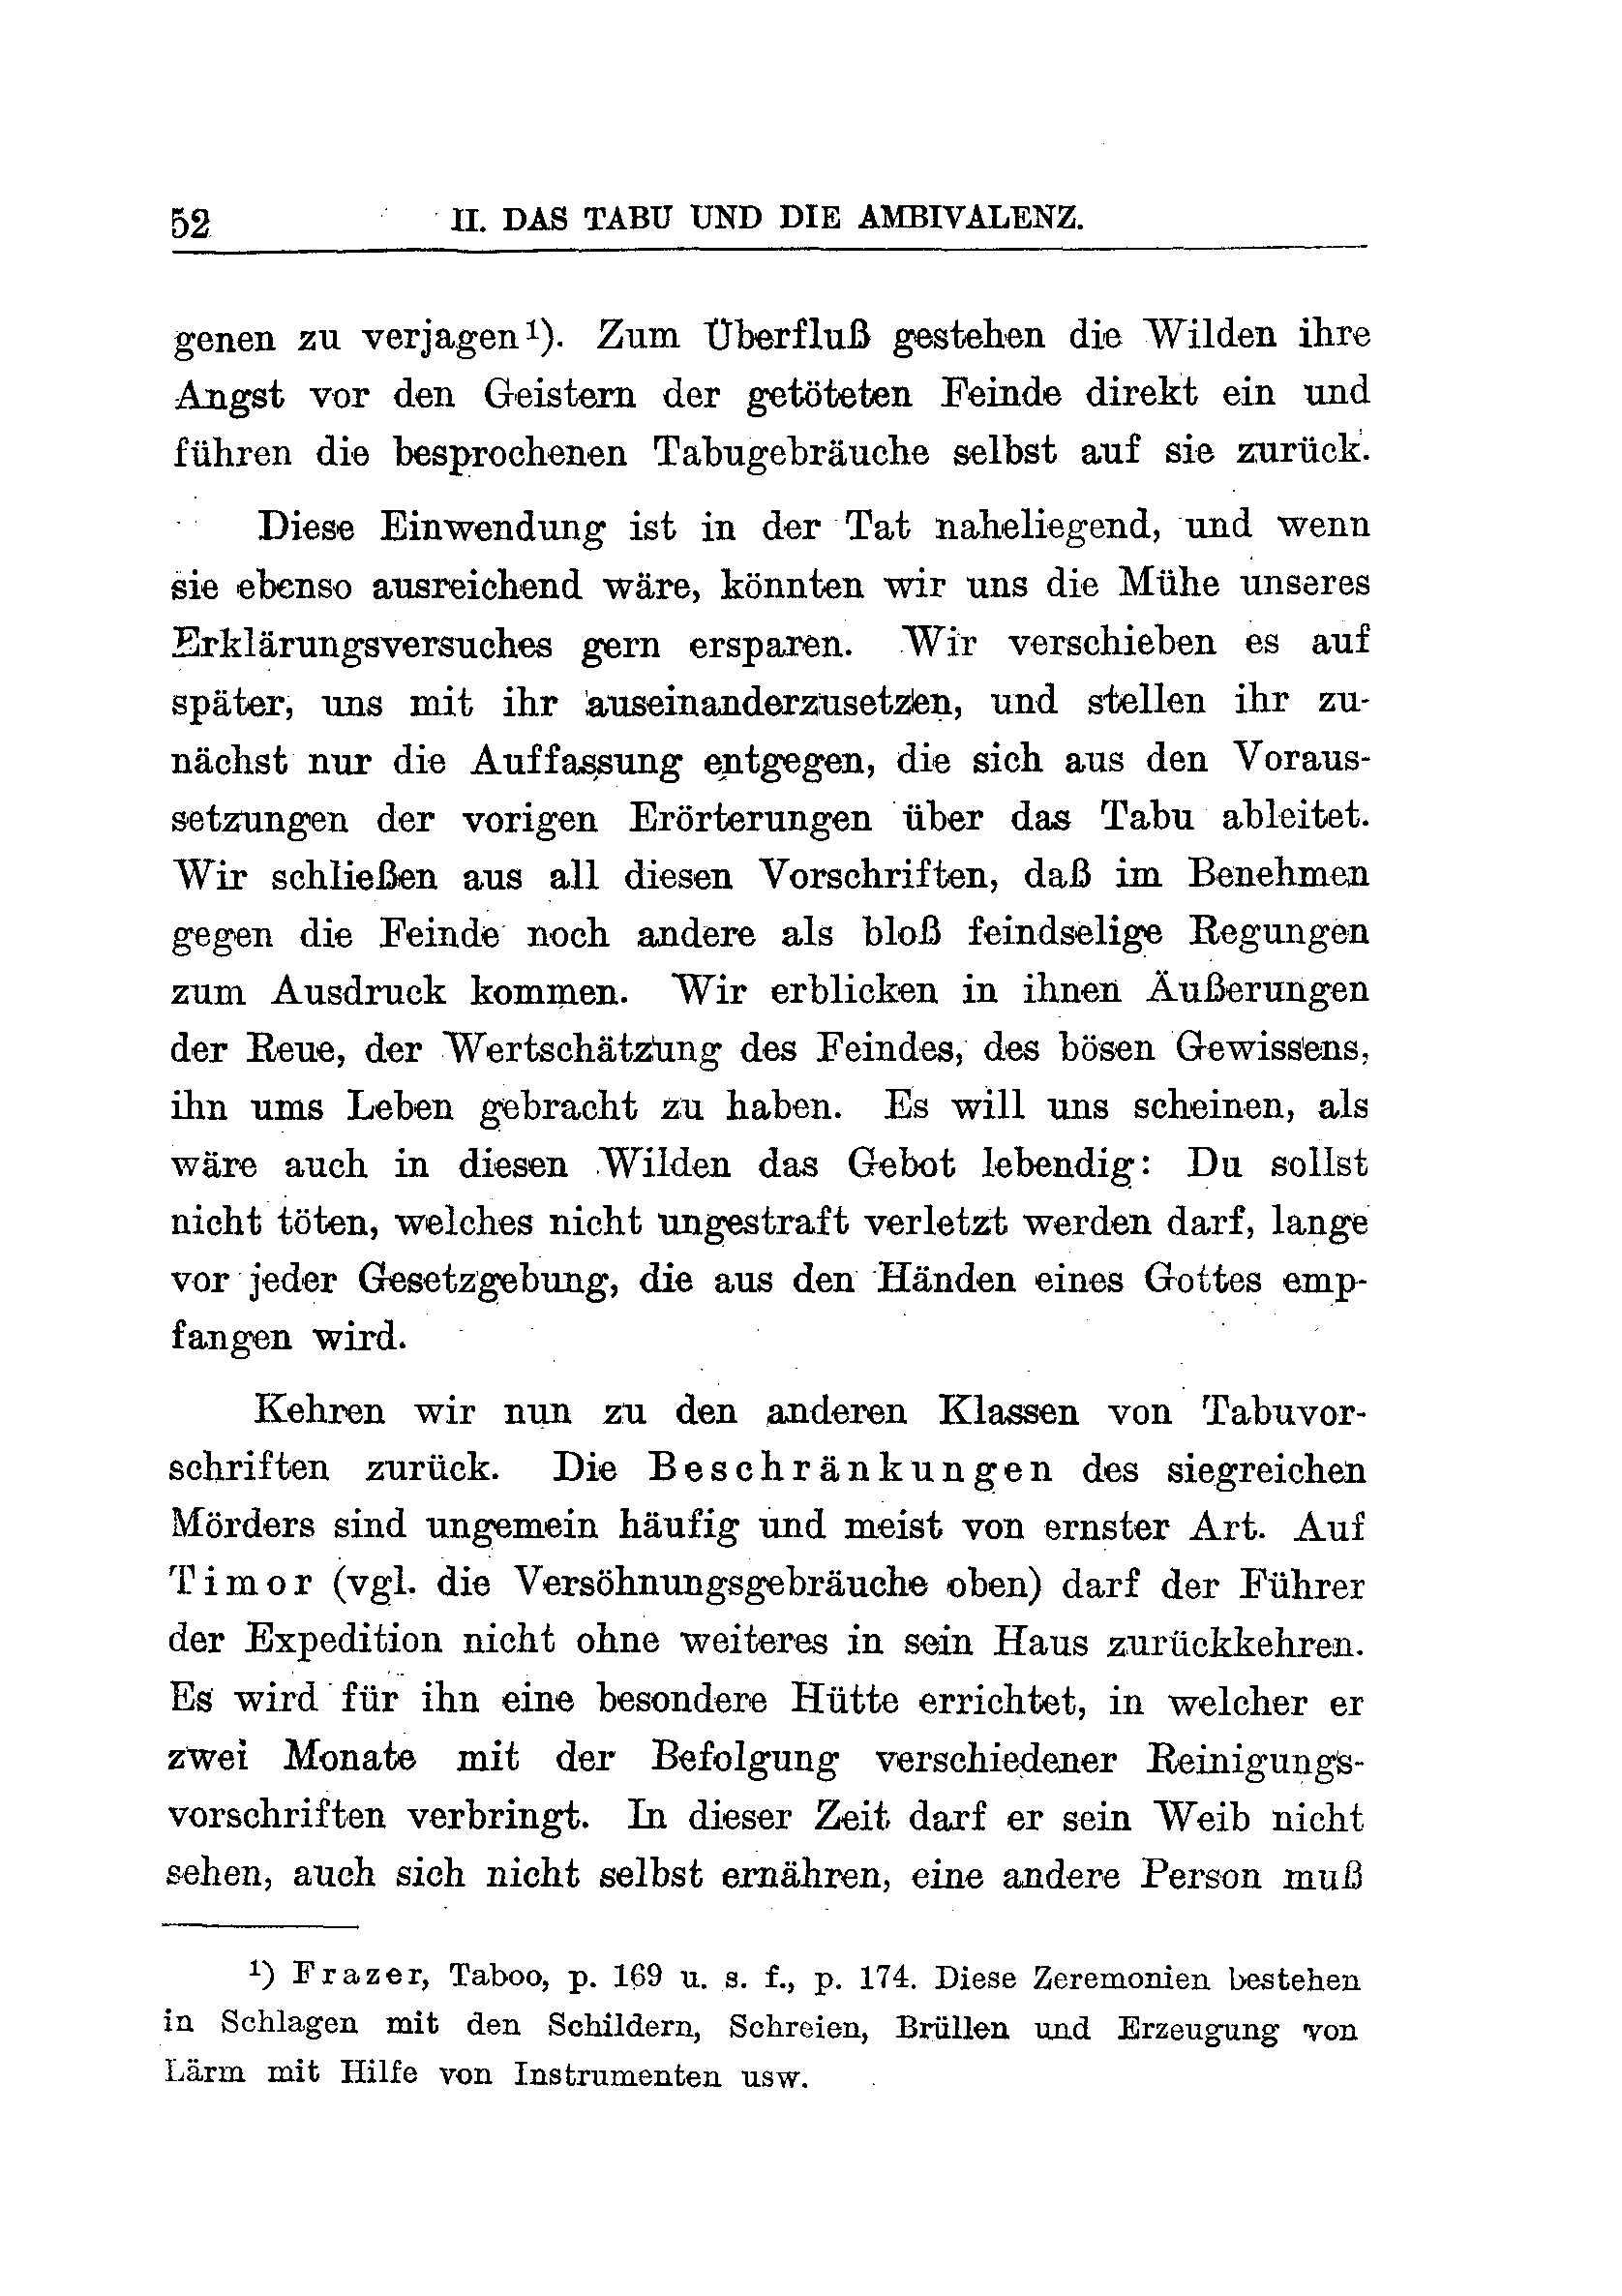 52
II. DAS TABU UND DIE AMBIVALENZ.
genen zu verjagen¹). Zum Überfluß gestehen die Wilden ihre
Angst vor den Geistern der getöteten Feinde direkt ein und
führen die besprochenen Tabugebräuche selbst auf sie zurück.
Diese Einwendung ist in der Tat naheliegend, und wenn
sie ebenso ausreichend wäre, könnten wir uns die Mühe unseres
Erklärungsversuches gern ersparen. Wir verschieben es auf
später, uns mit ihr auseinanderzusetzen, und stellen ihr zu-
nächst nur die Auffassung entgegen, die sich aus den Voraus-
setzungen der vorigen Erörterungen über das Tabu ableitet.
Wir schließen aus all diesen Vorschriften, daß im Benehmen
gegen die Feinde noch andere als bloß feindselige Regungen
zum Ausdruck kommen. Wir erblicken in ihnen Äußerungen
der Reue, der Wertschätzung des Feindes, des bösen Gewissens,
ihn ums Leben gebracht zu haben. Es will uns scheinen, als
wäre auch in diesen Wilden das Gebot lebendig: Du sollst
nicht töten, welches nicht ungestraft verletzt werden darf, lange
vor jeder Gesetzgebung, die aus den Händen eines Gottes emp-
fangen wird.
Kehren wir nun zu den anderen Klassen von Tabuvor-
schriften zurück. Die Beschränkungen des siegreichen
Mörders sind ungemein häufig und meist von ernster Art. Auf
Timor (vgl. die Versöhnungsgebräuche oben) darf der Führer
der Expedition nicht ohne weiteres in sein Haus zurückkehren.
Es wird für ihn eine besondere Hütte errichtet, in welcher er
zwei Monate mit der Befolgung verschiedener Reinigungs-
vorschriften verbringt. In dieser Zeit darf er sein Weib nicht
sehen, auch sich nicht selbst ernähren, eine andere Person muß
¹) Frazer, Taboo, p. 169 u. s. f., p. 174. Diese Zeremonien bestehen
in Schlagen mit den Schildern, Schreien, Brüllen und Erzeugung von
Lärm mit Hilfe von Instrumenten usw.